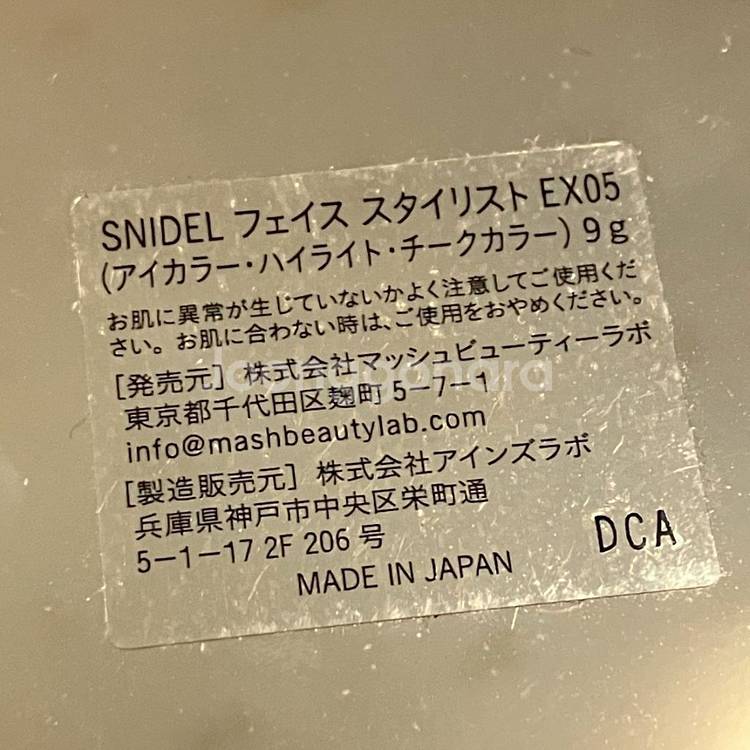 SNIDEL フェイス スタイリスト EX05
(アイカラー・ハイライト・チークカラー) 9g
お肌に異常が生じていないかよく注意してご使用くだ
さい。お肌に合わない時は、ご使用をおやめください。
[発売元] 株式会社マッシュビューティーラボ
東京都千代田区麹町 5-7-1
info@mashbeautylab.com
[製造販売元] 株式会社アインズラボ
兵庫県神戸市中央区栄町通
5-1-17 2F 206 号
DCA
MADE IN JAPAN